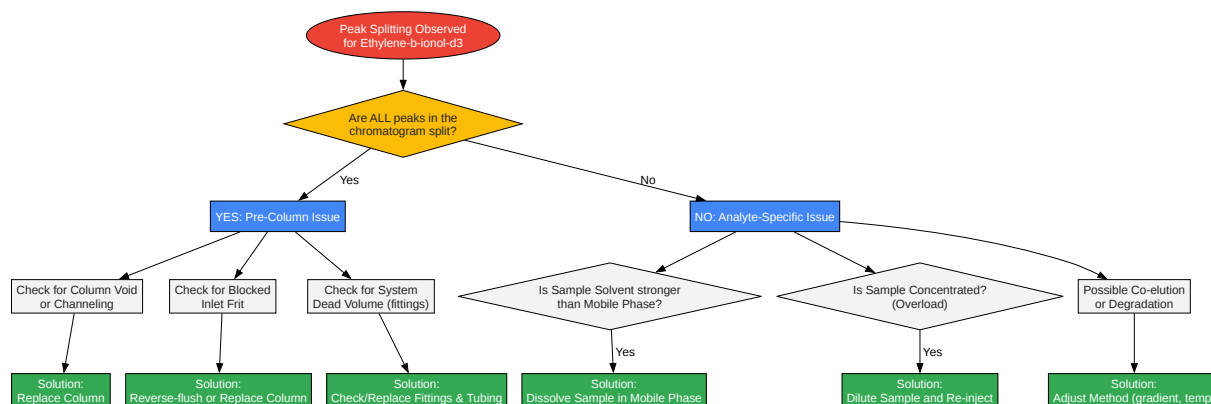 Peak Splitting Observed
for Ethylene-b-ionol-d3
Are ALL peaks in the
chromatogram split?
Yes
No
YES: Pre-Column Issue
NO: Analyte-Specific Issue
Check for Column Void
or Channeling
Check for Blocked
Inlet Frit
Check for System
Dead Volume (fittings)
Is Sample Solvent stronger
than Mobile Phase?
Is Sample Concentrated?
(Overload)
Possible Co-elution
or Degradation
Yes
Yes
Solution:
Replace Column
Solution:
Reverse-flush or Replace Column
Solution:
Check/Replace Fittings & Tubing
Solution:
Dissolve Sample in Mobile Phase
Solution:
Dilute Sample and Re-inject
Solution:
Adjust Method (gradient, temp